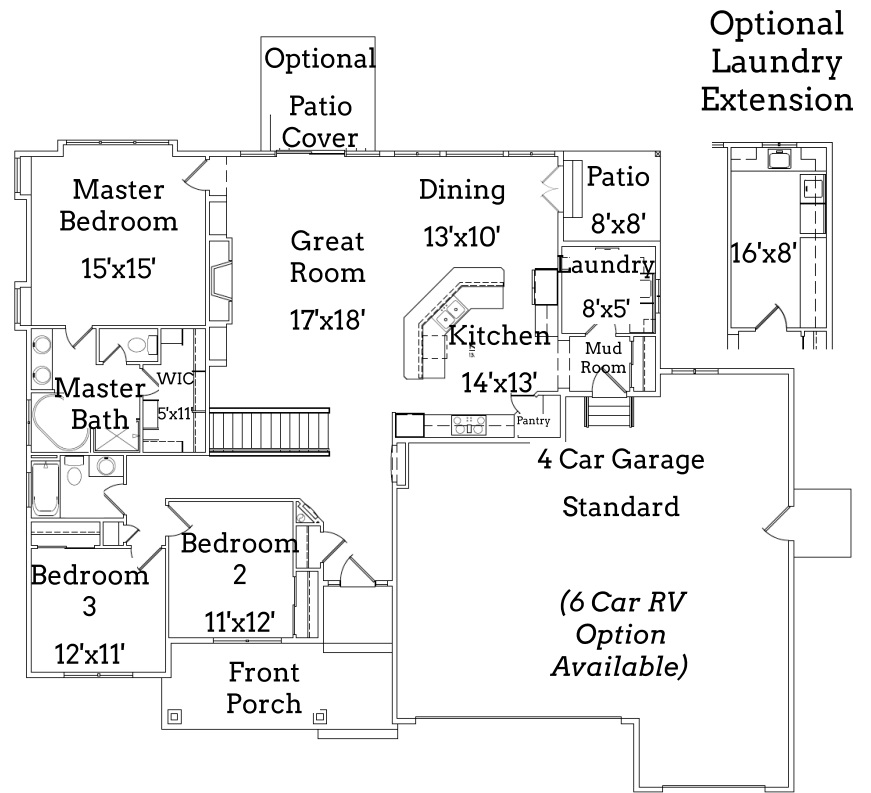 Optional
Laundry
Extension
Optional
Patio
Cover
Master
Bedroom
15'x15'
Great
Room
17'x18'
Dining
13'x10'
Patio
8'x8'
Laundry
8'x5'
16'x8'
Kitchen
14'x13'
Mud
Room
WIC
5'x11'
Master
Bath
Pantry
4 Car Garage
Standard
(6 Car RV
Option
Available)
Bedroom
2
11'x12'
Bedroom
3
12'x11'
Front
Porch